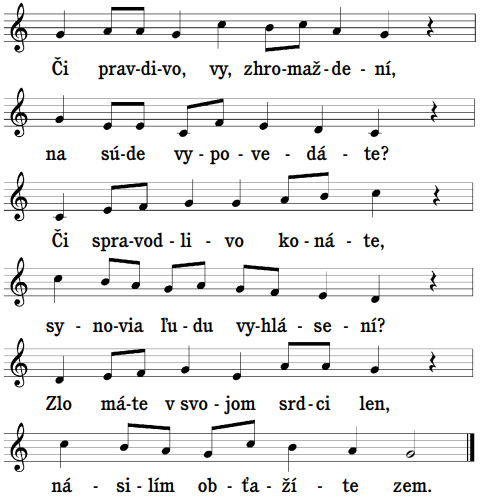 Či prav-di-vo, vy, zhro-maž-de-ní,
na sú-de vy-po-ve-dá-te?
Či spra-vod-li-vo ko-ná-te,
sy-no-via ľu-du vy-hlá-se-ní?
Zlo má-te v svo-jom srd-ci len,
ná-si-lím ob-ťa-ží-te zem.